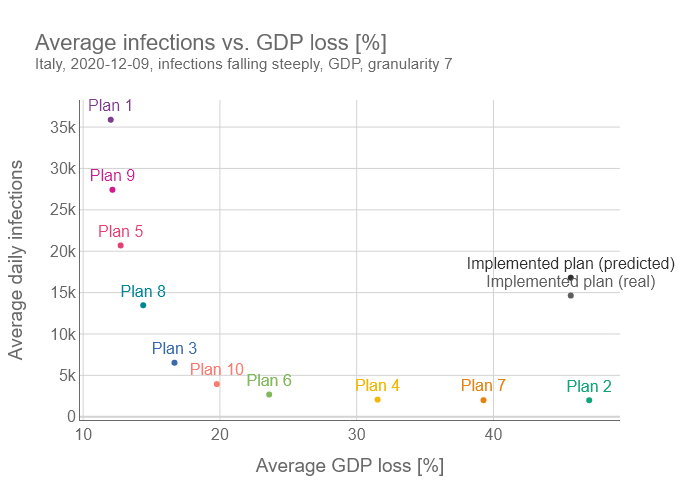 Average infections vs. GDP loss [%]
Italy, 2020-12-09, infections falling steeply, GDP, granularity 7
Plan 1
35k
30k
Plan 9
25k
Plan 5
20k
Implemented plan (predicted)
Implemented plan (real)
15k
Plan 8
10k
Plan 3
5k
Plan 10
Plan 6
Plan 4
Plan 7
Plan 2
0
10
20
30
40
Average daily infections
Average GDP loss [%]